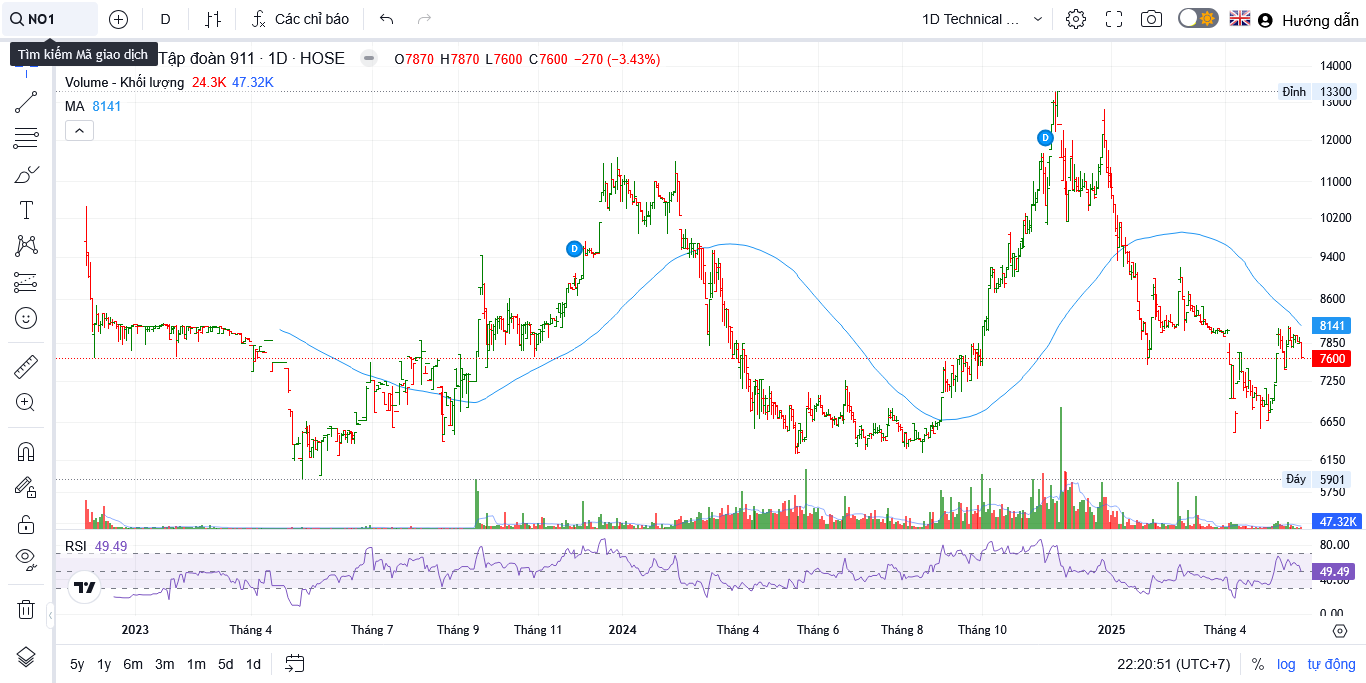 NO1
D
Các chỉ báo
1D Technical ...
Hướng dẫn
Tìm kiếm Mã giao dịch
Tập đoàn 911 · 1D · HOSE
O7870 H7870 L7600 C7600 −270 (−3.43%)
Volume - Khối lượng 24.3K 47.32K
MA 8141
14000
Đỉnh 13300
13000
D
12000
11000
10200
D
9400
8600
8141
7850
7600
7250
6650
6150
Đáy 5901
5750
47.32K
RSI 49.49
80.00
49.49
40.00
0.00
2023 Tháng 4 Tháng 7 Tháng 9 Tháng 11 2024 Tháng 4 Tháng 6 Tháng 8 Tháng 10 2025 Tháng 4
5y 1y 6m 3m 1m 5d 1d
22:20:51 (UTC+7) % log tự động